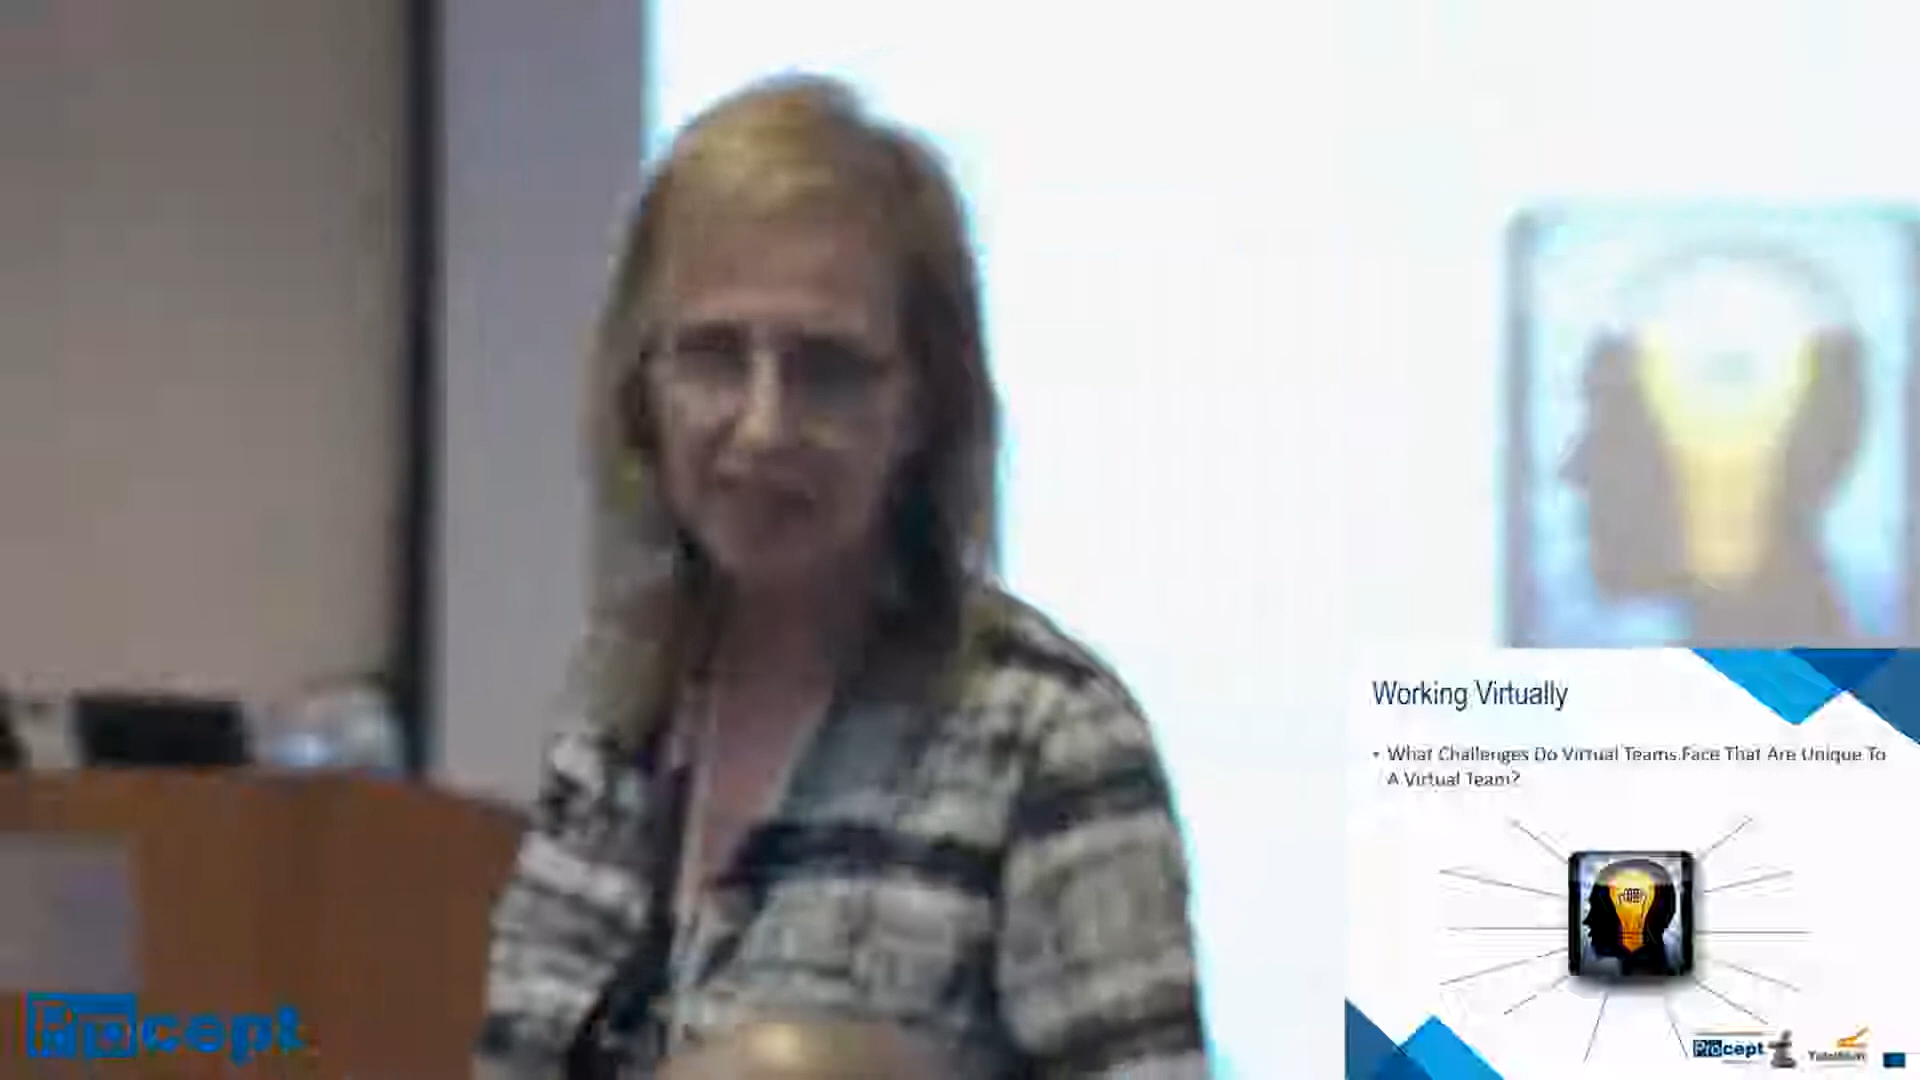 Working Virtually
• What Challenges Do Virtual Teams Face That Are Unique To
A Virtual Team?
Procept
Procept